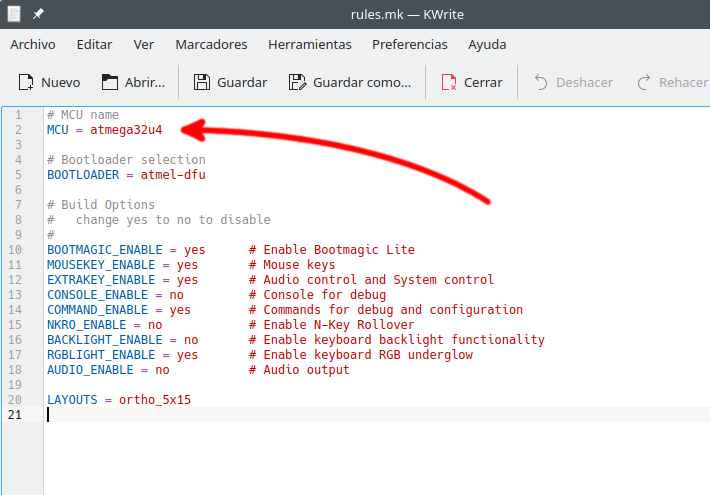 rules.mk — KWrite
Archivo Editar Ver Marcadores Herramientas Preferencias Ayuda
Nuevo Abrir... Guardar Guardar como... Cerrar Deshacer Rehacer
1 # MCU name
2 MCU = atmega32u4
3
4 # Bootloader selection
5 BOOTLOADER = atmel-dfu
6
7 # Build Options
8 #   change yes to no to disable
9 #
10 BOOTMAGIC_ENABLE = yes      # Enable Bootmagic Lite
11 MOUSEKEY_ENABLE = yes       # Mouse keys
12 EXTRAKEY_ENABLE = yes       # Audio control and System control
13 CONSOLE_ENABLE = no         # Console for debug
14 COMMAND_ENABLE = yes        # Commands for debug and configuration
15 NKRO_ENABLE = no            # Enable N-Key Rollover
16 BACKLIGHT_ENABLE = no       # Enable keyboard backlight functionality
17 RGBLIGHT_ENABLE = yes       # Enable keyboard RGB underglow
18 AUDIO_ENABLE = no           # Audio output
19
20 LAYOUTS = ortho_5x15
21